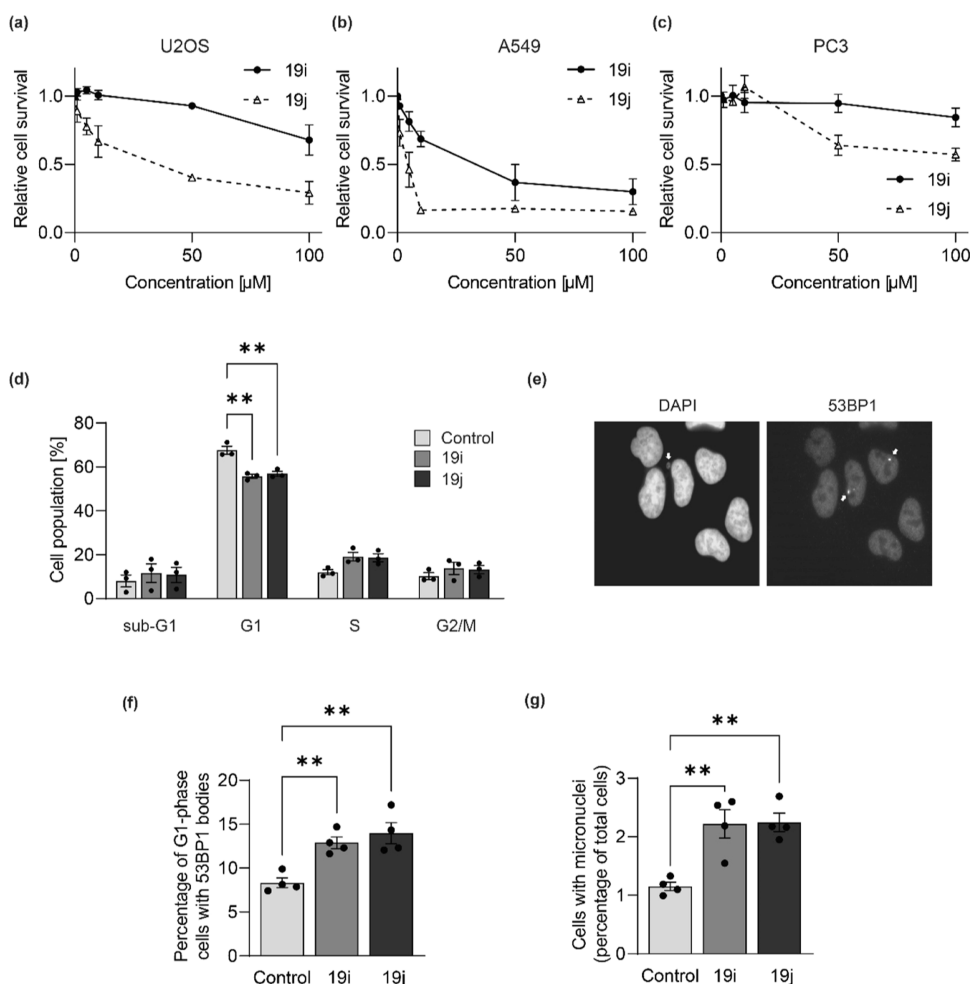 (a)
U2OS
19i
19j
Relative cell survival
1.0
0.5
0.0
0
50
100
Concentration [µM]
(b)
A549
19i
19j
Relative cell survival
1.0
0.5
0.0
0
50
100
Concentration [µM]
(c)
PC3
Relative cell survival
1.0
0.5
0.0
19i
19j
0
50
100
Concentration [µM]
(d)
**
**
Cell population [%]
80
60
40
20
0
Control
19i
19j
sub-G1
G1
S
G2/M
(e)
DAPI
53BP1
(f)
**
**
Percentage of G1-phase
cells with 53BP1 bodies
20
15
10
5
0
Control
19i
19j
(g)
**
**
Cells with micronuclei
(percentage of total cells)
3
2
1
0
Control
19i
19j